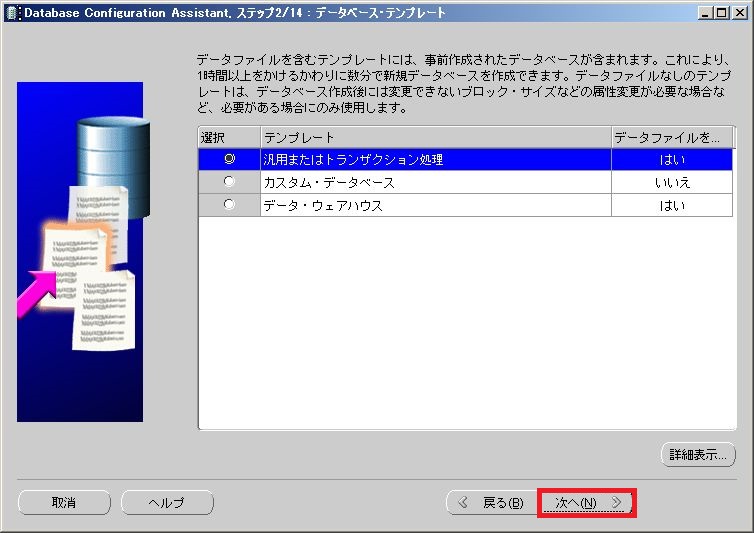 Database Configuration Assistant, ステップ2/14 : データベース・テンプレート
データファイルを含むテンプレートには、事前作成されたデータベースが含まれます。これにより、
1時間以上をかけるかわりに数分で新規データベースを作成できます。データファイルなしのテンプ
レートは、データベース作成後には変更できないブロック・サイズなどの属性変更が必要な場合な
ど、必要がある場合にのみ使用します。
選択 テンプレート データファイルを...
汎用またはトランザクション処理 はい
カスタム・データベース いいえ
データ・ウェアハウス はい
詳細表示...
取消 ヘルプ 戻る(B) 次へ(N)